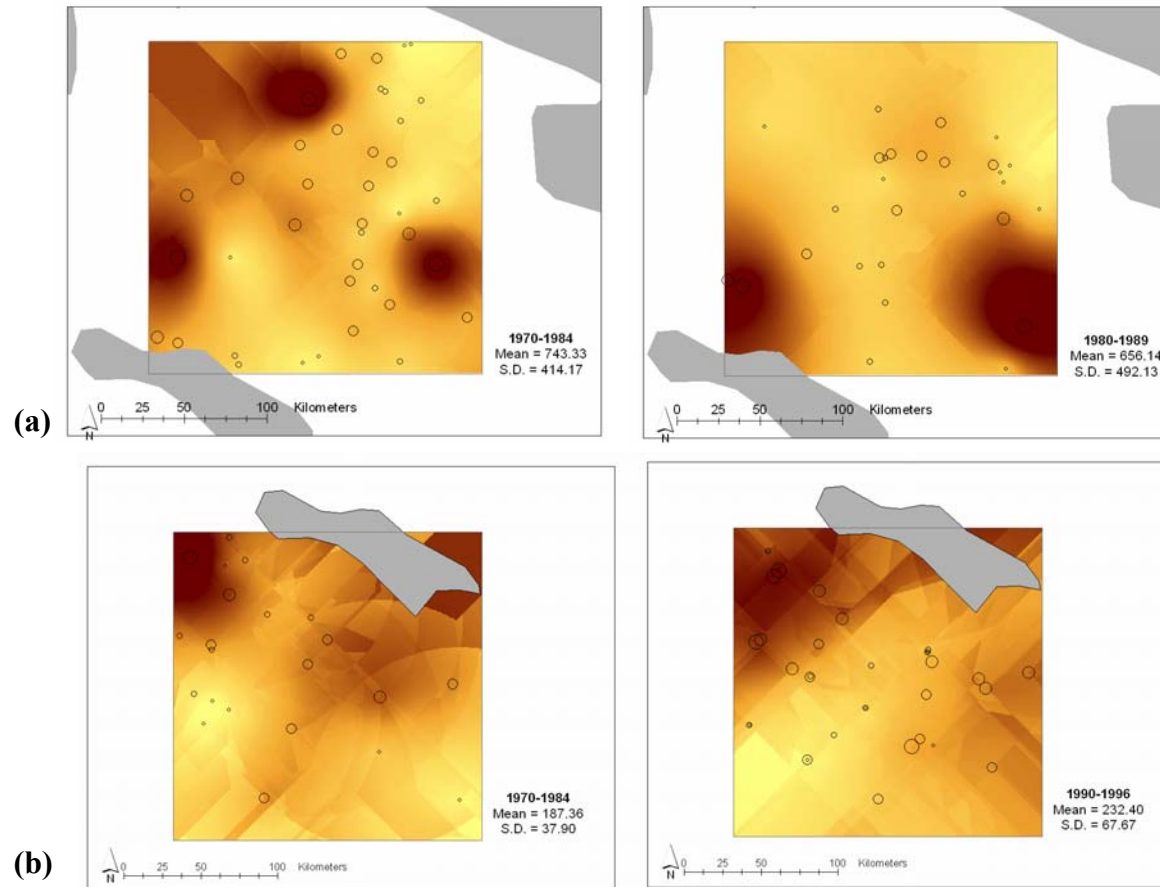 1970-1984
Mean = 743.33
S.D. = 414.17
0 25 50 100 Kilometers
N
1980-1989
Mean = 656.14
S.D. = 492.13
0 25 50 100 Kilometers
N
(a)
1970-1984
Mean = 187.36
S.D. = 37.90
0 25 50 100 Kilometers
N
1990-1996
Mean = 232.40
S.D. = 67.67
0 25 50 100 Kilometers
N
(b)